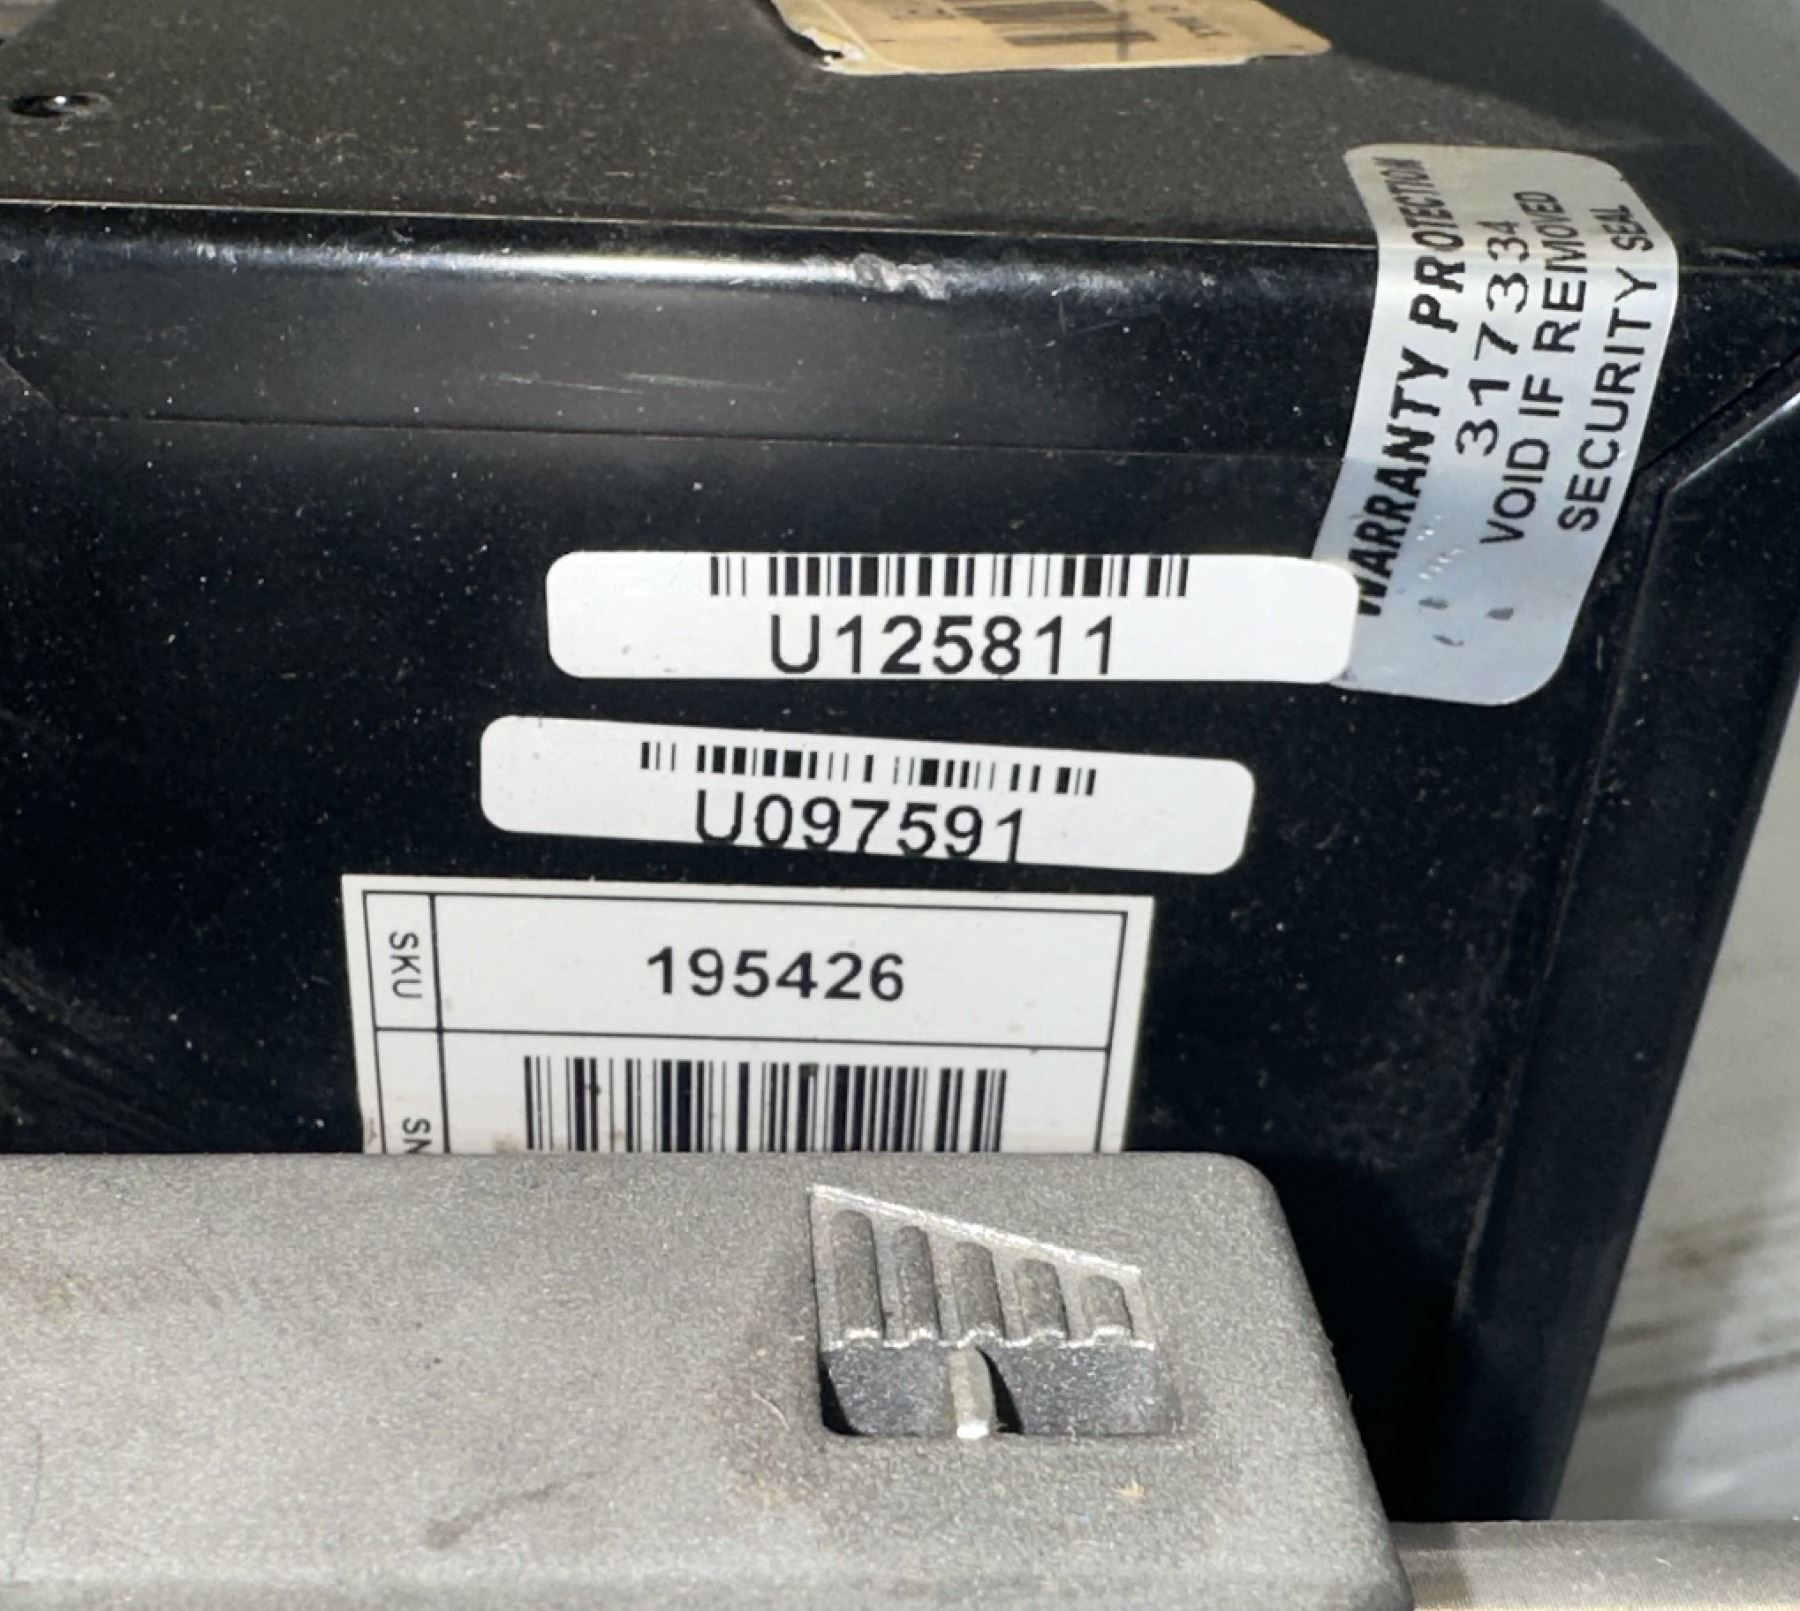 WARRANTY PROTECTION
317334
VOID IF REMOVED
SECURITY SEAL
U125811
U097591
SKU
195426